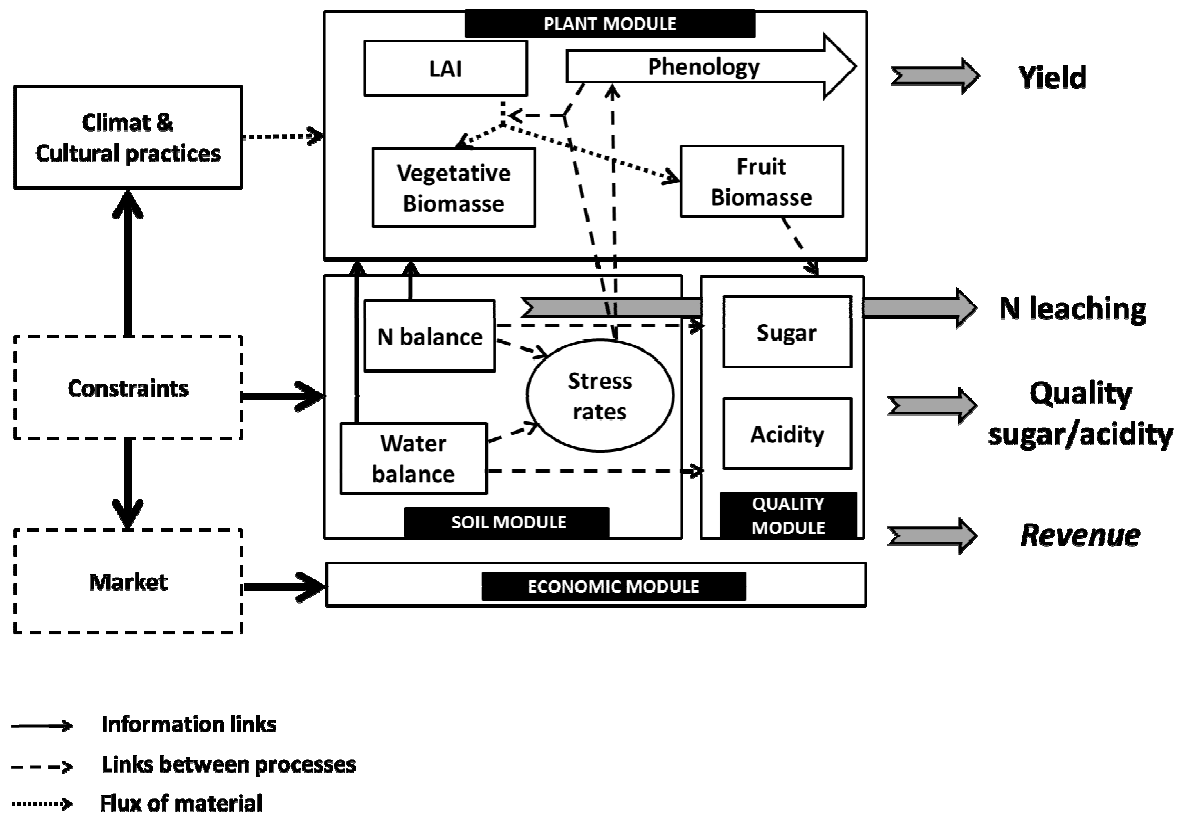 PLANT MODULE
LAI
Phenology
Yield
Climat &
Cultural practices
Vegetative
Biomasse
Fruit
Biomasse
N balance
Sugar
N leaching
Constraints
Stress
rates
Quality
sugar/acidity
Water
balance
Acidity
SOIL MODULE
QUALITY
MODULE
Revenue
Market
ECONOMIC MODULE
Information links
Links between processes
Flux of material